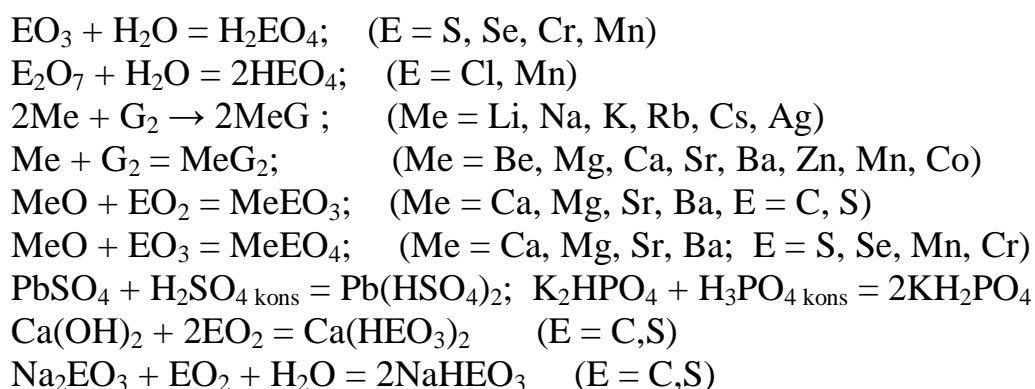 EO₃ + H₂O = H₂EO₄; (E = S, Se, Cr, Mn)
E₂O₇ + H₂O = 2HEO₄; (E = Cl, Mn)
2Me + G₂ → 2MeG ; (Me = Li, Na, K, Rb, Cs, Ag)
Me + G₂ = MeG₂; (Me = Be, Mg, Ca, Sr, Ba, Zn, Mn, Co)
MeO + EO₂ = MeEO₃; (Me = Ca, Mg, Sr, Ba, E = C, S)
MeO + EO₃ = MeEO₄; (Me = Ca, Mg, Sr, Ba; E = S, Se, Mn, Cr)
PbSO₄ + H₂SO₄ kons = Pb(HSO₄)₂; K₂HPO₄ + H₃PO₄ kons = 2KH₂PO₄
Ca(OH)₂ + 2EO₂ = Ca(HEO₃)₂ (E = C,S)
Na₂EO₃ + EO₂ + H₂O = 2NaHEO₃ (E = C,S)